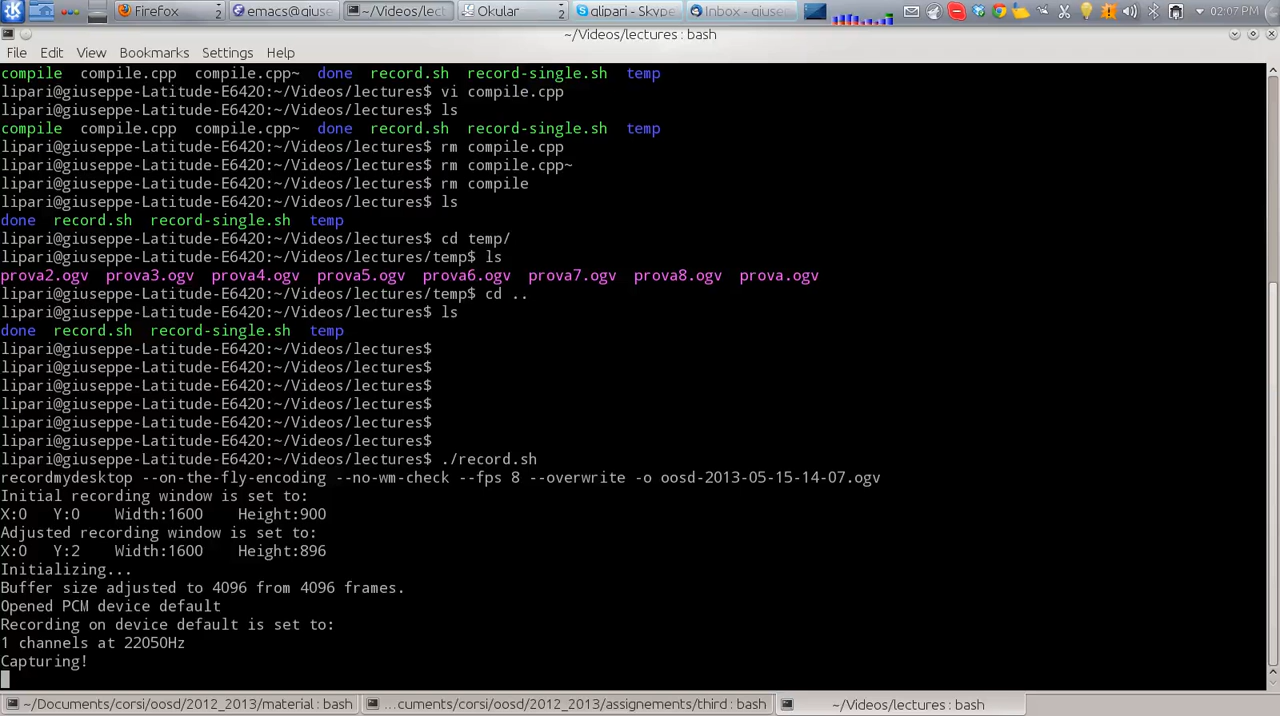 Firefox 2 emacs@giuse ~/Videos/lect Okular 2 qlipari - Skype Inbox - giusep 02:07 PM
~/Videos/lectures : bash
File Edit View Bookmarks Settings Help
compile compile.cpp compile.cpp~ done record.sh record-single.sh temp
lipari@giuseppe-Latitude-E6420:~/Videos/lectures$ vi compile.cpp
lipari@giuseppe-Latitude-E6420:~/Videos/lectures$ ls
compile compile.cpp compile.cpp~ done record.sh record-single.sh temp
lipari@giuseppe-Latitude-E6420:~/Videos/lectures$ rm compile.cpp
lipari@giuseppe-Latitude-E6420:~/Videos/lectures$ rm compile.cpp~
lipari@giuseppe-Latitude-E6420:~/Videos/lectures$ rm compile
lipari@giuseppe-Latitude-E6420:~/Videos/lectures$ ls
done record.sh record-single.sh temp
lipari@giuseppe-Latitude-E6420:~/Videos/lectures$ cd temp/
lipari@giuseppe-Latitude-E6420:~/Videos/lectures/temp$ ls
prova2.ogv prova3.ogv prova4.ogv prova5.ogv prova6.ogv prova7.ogv prova8.ogv prova.ogv
lipari@giuseppe-Latitude-E6420:~/Videos/lectures/temp$ cd ..
lipari@giuseppe-Latitude-E6420:~/Videos/lectures$ ls
done record.sh record-single.sh temp
lipari@giuseppe-Latitude-E6420:~/Videos/lectures$
lipari@giuseppe-Latitude-E6420:~/Videos/lectures$
lipari@giuseppe-Latitude-E6420:~/Videos/lectures$
lipari@giuseppe-Latitude-E6420:~/Videos/lectures$
lipari@giuseppe-Latitude-E6420:~/Videos/lectures$
lipari@giuseppe-Latitude-E6420:~/Videos/lectures$
lipari@giuseppe-Latitude-E6420:~/Videos/lectures$ ./record.sh
recordmydesktop --on-the-fly-encoding --no-wm-check --fps 8 --overwrite -o oosd-2013-05-15-14-07.ogv
Initial recording window is set to:
X:0 Y:0 Width:1600 Height:900
Adjusted recording window is set to:
X:0 Y:2 Width:1600 Height:896
Initializing...
Buffer size adjusted to 4096 from 4096 frames.
Opened PCM device default
Recording on device default is set to:
1 channels at 22050Hz
Capturing!
~/Documents/corsi/oosd/2012_2013/material : bash ...cuments/corsi/oosd/2012_2013/assignements/third : bash ~/Videos/lectures : bash